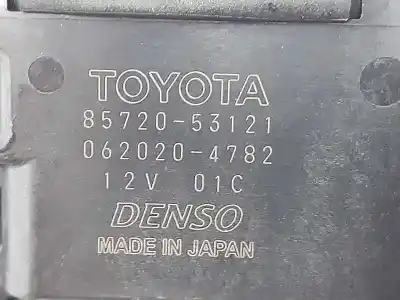 TOYOTA
85720-53121
062020-4782
12V 01C
DENSO
MADE IN JAPAN